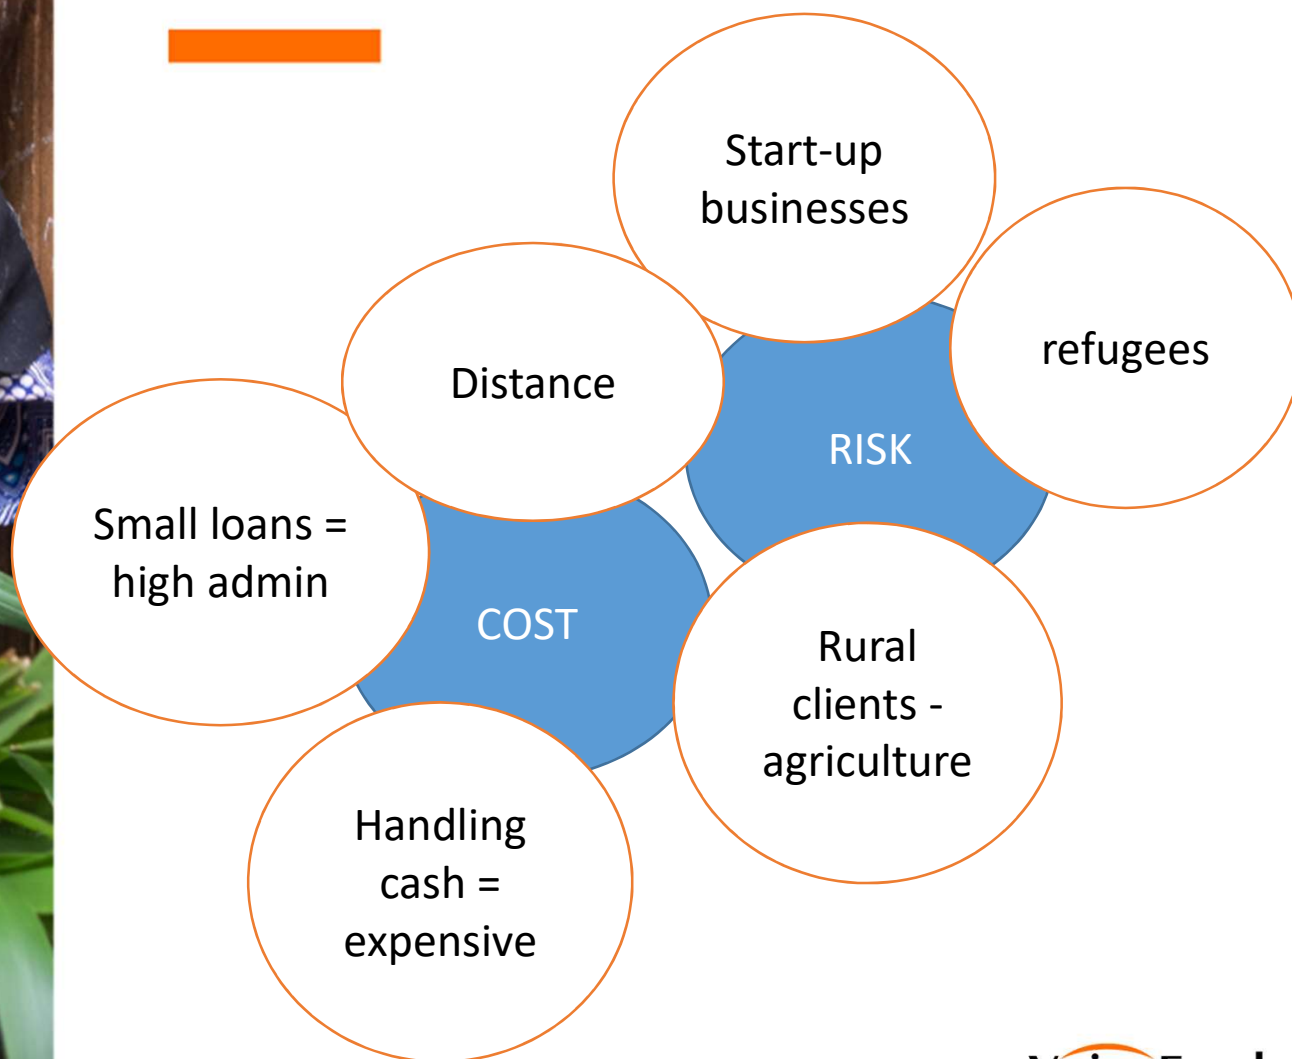 Start-up
businesses
refugees
Distance
RISK
Small loans =
high admin
COST
Rural
clients -
agriculture
Handling
cash =
expensive